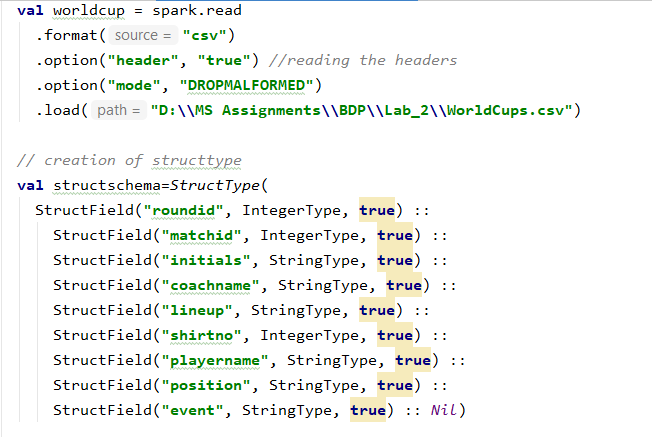 val worldcup = spark.read
.format( source = "csv")
.option("header", "true") //reading the headers
.option("mode", "DROPMALFORMED")
.load( path = "D:\\MS Assignments\\BDP\\Lab_2\\WorldCups.csv")
// creation of structtype
val structschema=StructType(
StructField("roundid", IntegerType, true) ::
StructField("matchid", IntegerType, true) ::
StructField("initials", StringType, true) ::
StructField("coachname", StringType, true) ::
StructField("lineup", StringType, true) ::
StructField("shirtno", IntegerType, true) ::
StructField("playername", StringType, true) ::
StructField("position", StringType, true) ::
StructField("event", StringType, true) :: Nil)